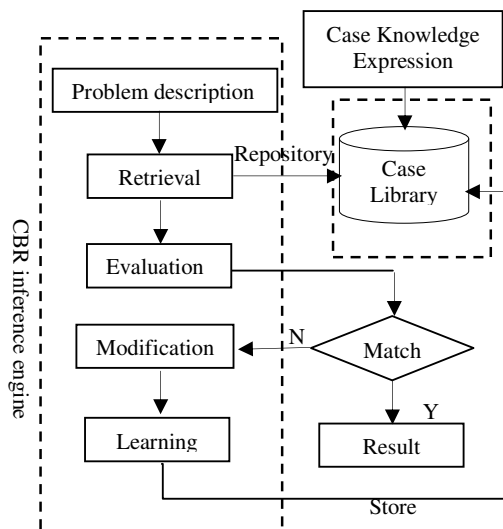 Case Knowledge
Expression
Problem description
Repository
Case
Library
Retrieval
CBR inference engine
Evaluation
N
Modification
Match
Y
Learning
Result
Store